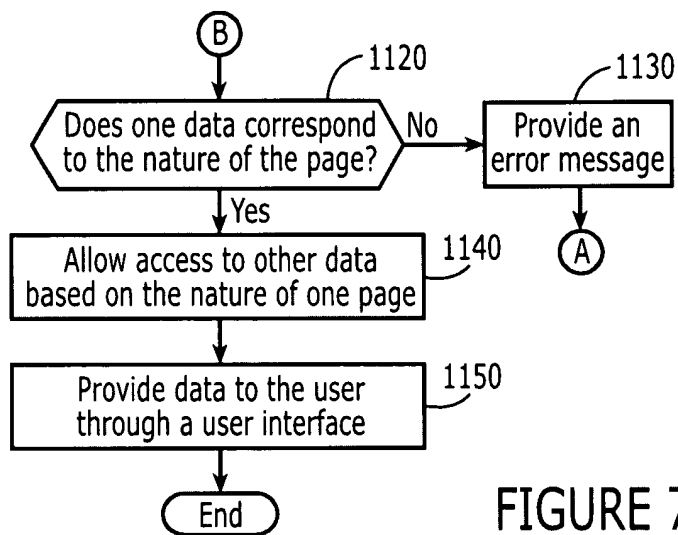 B
1120
Does one data correspond
to the nature of the page?
No
1130
Provide an
error message
A
Yes
Allow access to other data
based on the nature of one page
1140
Provide data to the user
through a user interface
1150
End
FIGURE 7